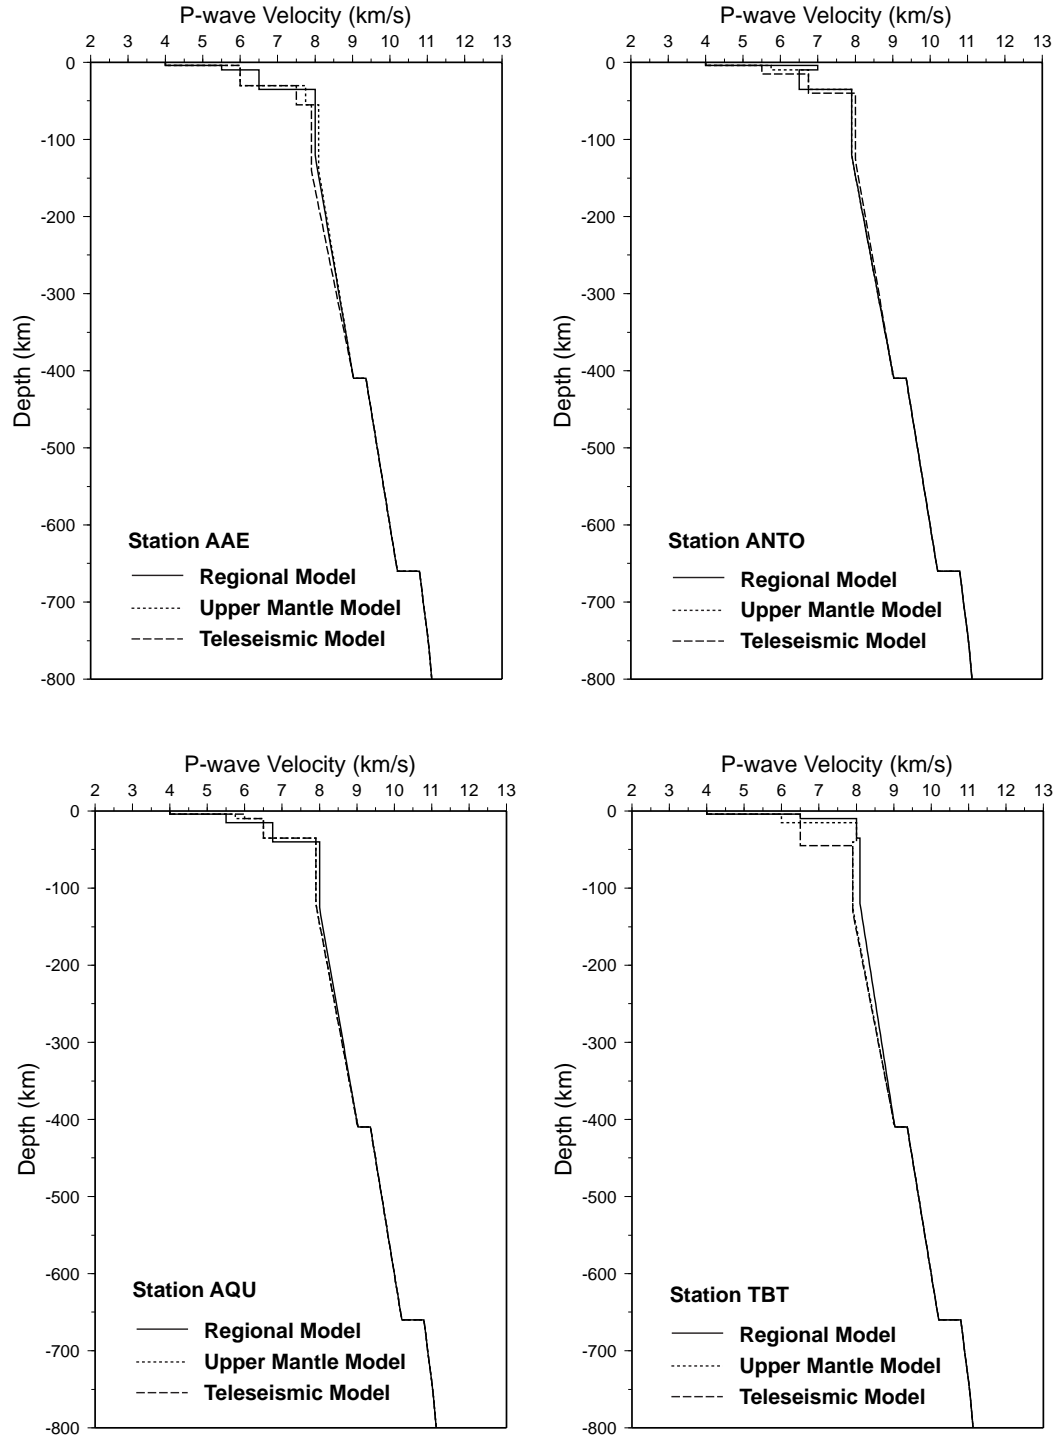 P-wave Velocity (km/s)
2 3 4 5 6 7 8 9 10 11 12 13
0
-100
-200
-300
-400
-500
-600
-700
-800
Depth (km)
Station AAE
Regional Model
Upper Mantle Model
Teleseismic Model
P-wave Velocity (km/s)
2 3 4 5 6 7 8 9 10 11 12 13
0
-100
-200
-300
-400
-500
-600
-700
-800
Depth (km)
Station ANTO
Regional Model
Upper Mantle Model
Teleseismic Model
P-wave Velocity (km/s)
2 3 4 5 6 7 8 9 10 11 12 13
0
-100
-200
-300
-400
-500
-600
-700
-800
Depth (km)
Station AQU
Regional Model
Upper Mantle Model
Teleseismic Model
P-wave Velocity (km/s)
2 3 4 5 6 7 8 9 10 11 12 13
0
-100
-200
-300
-400
-500
-600
-700
-800
Depth (km)
Station TBT
Regional Model
Upper Mantle Model
Teleseismic Model